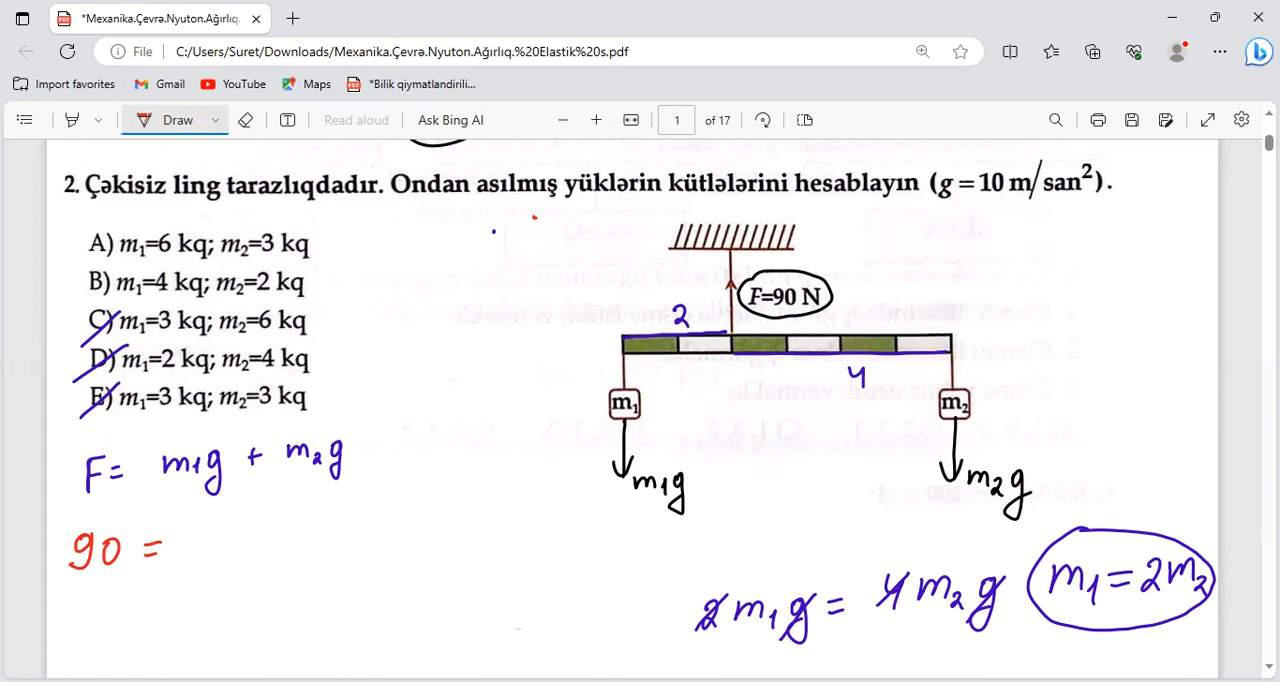 *Mexanika.Çevrə.Nyuton.Ağırlıq.
File C:/Users/Suret/Downloads/Mexanika.Çevrə.Nyuton.Ağırlıq.%20Elastik%20s.pdf
Import favorites Gmail YouTube Maps *Bilik qiymatlandirili...
Draw Read aloud Ask Bing AI 1 of 17
2. Çəkisiz ling tarazlıqdadır. Ondan asılmış yüklərin kütlələrini hesablayın (g = 10 m/san²).
A) m₁=6 kq; m₂=3 kq
B) m₁=4 kq; m₂=2 kq
C) m₁=3 kq; m₂=6 kq
D) m₁=2 kq; m₂=4 kq
E) m₁=3 kq; m₂=3 kq
F=90 N
2
4
m₁
m₂
m₁g
m₂g
F= m₁g + m₂g
90 =
2m₁g = 4m₂g
m₁ = 2m₂